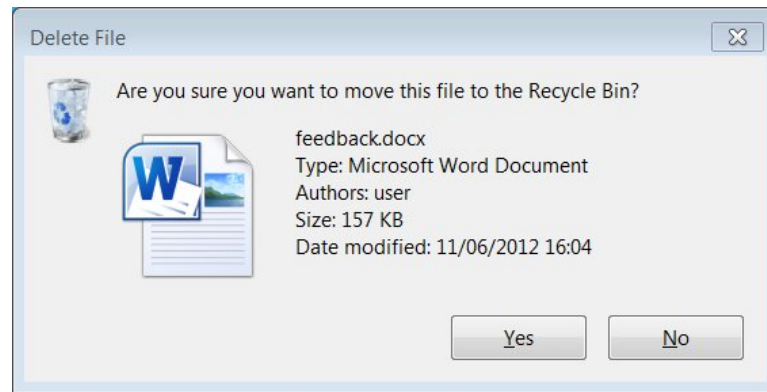 Delete File
Are you sure you want to move this file to the Recycle Bin?
feedback.docx
Type: Microsoft Word Document
Authors: user
Size: 157 KB
Date modified: 11/06/2012 16:04
Yes
No